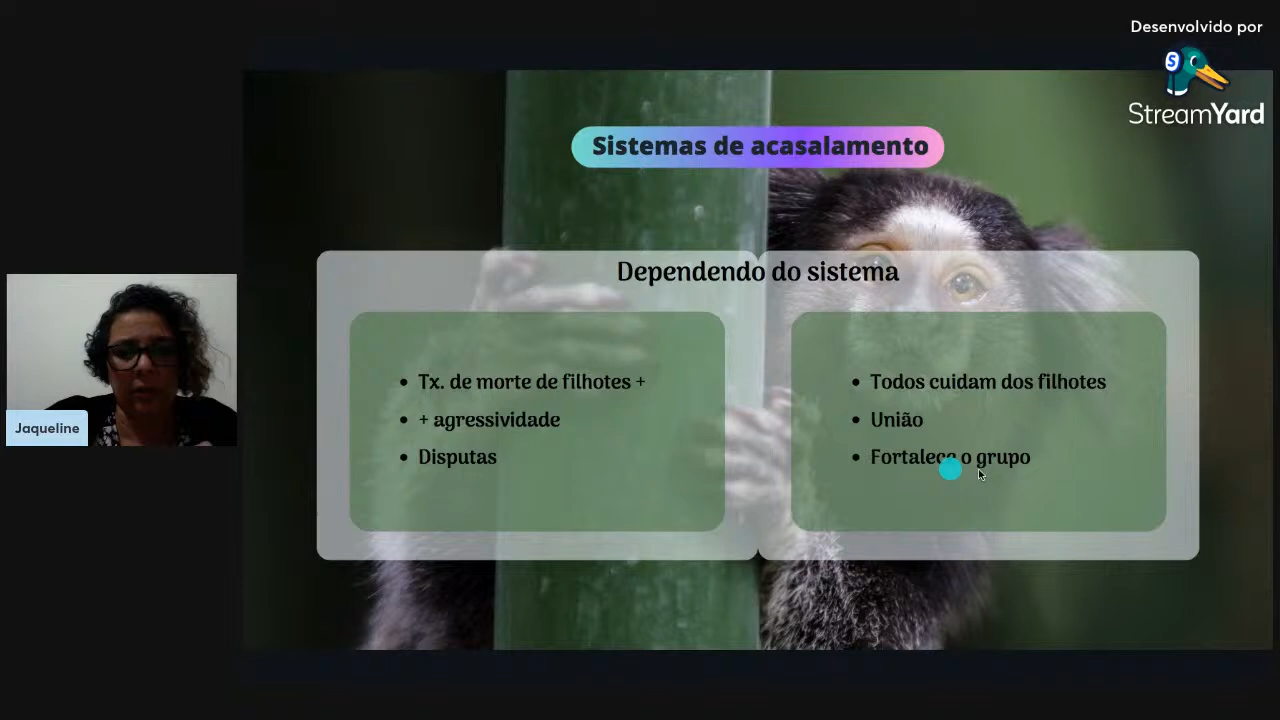 Desenvolvido por
StreamYard
Sistemas de acasalamento
Dependendo do sistema
Tx. de morte de filhotes +
+ agressividade
Disputas
Todos cuidam dos filhotes
União
Fortalece o grupo
Jaqueline